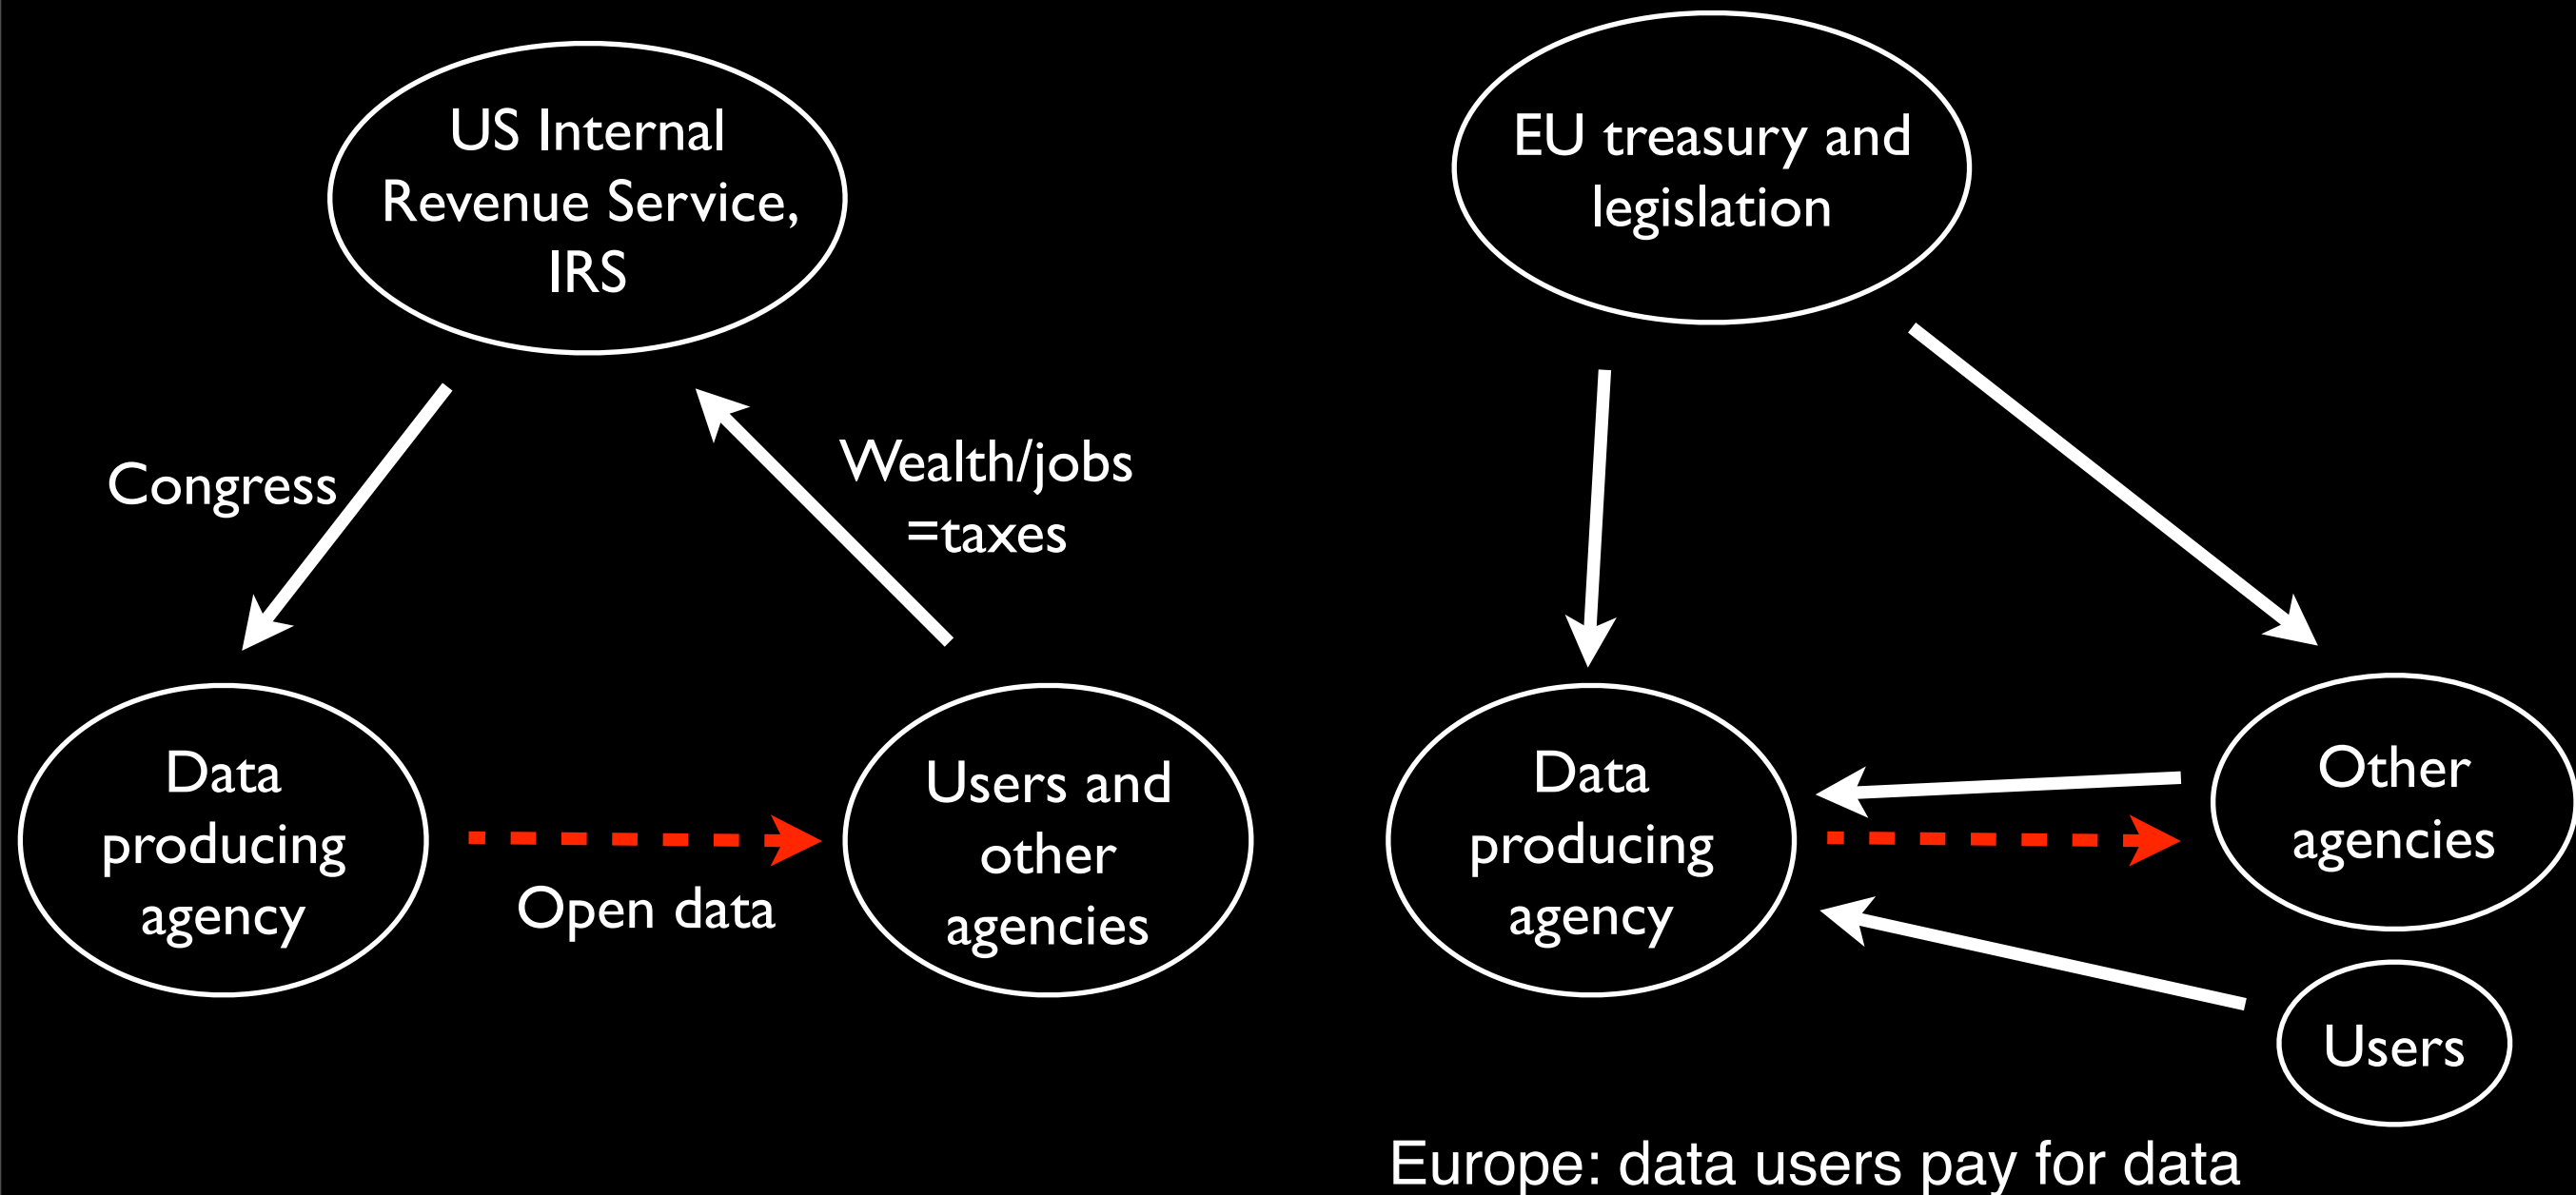 US Internal
Revenue Service,
IRS
Congress
Wealth/jobs
=taxes
Data
producing
agency
Open data
Users and
other
agencies
EU treasury and
legislation
Data
producing
agency
Other
agencies
Users
Europe: data users pay for data